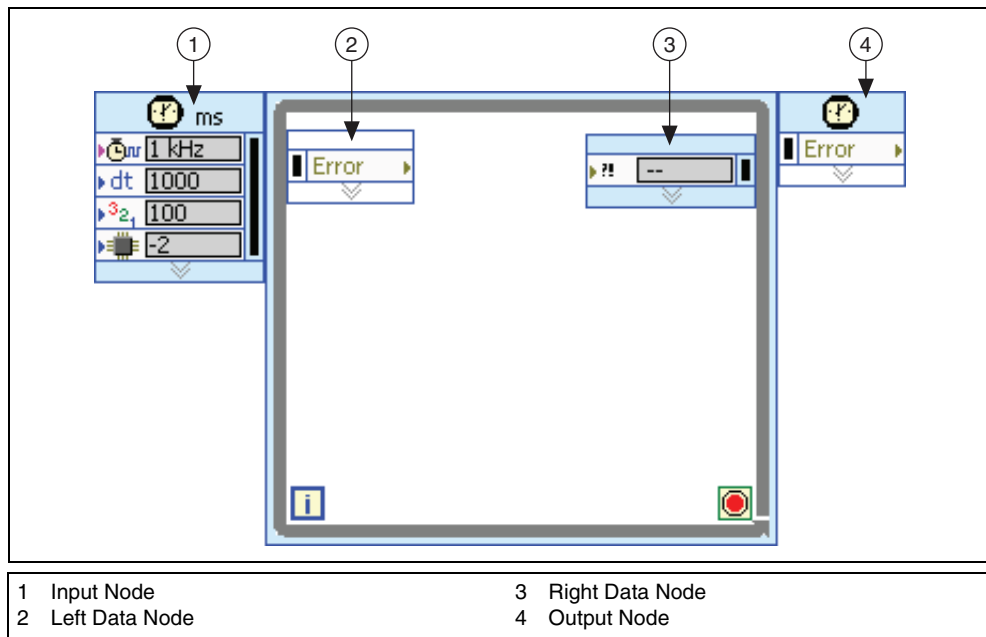 1 2 3 4
ms
1 kHz
dt 1000
321 100
-2
Error
?! --
Error
i
1 Input Node
2 Left Data Node
3 Right Data Node
4 Output Node